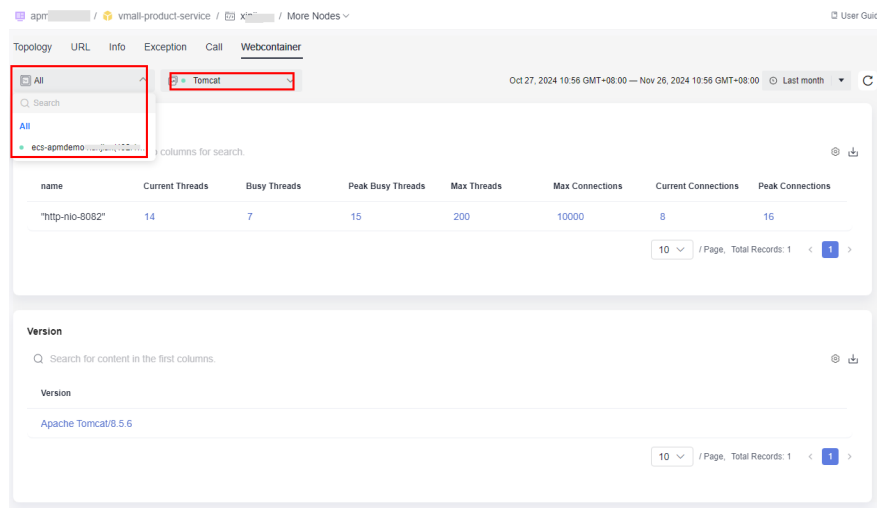 apm / vmall-product-service / / More Nodes
User Guid
Topology URL Info Exception Call Webcontainer
All Tomcat Oct 27, 2024 10:56 GMT+08:00 — Nov 26, 2024 10:56 GMT+08:00 Last month
Search
All
ecs-apmdemo
columns for search.
name Current Threads Busy Threads Peak Busy Threads Max Threads Max Connections Current Connections Peak Connections
"http-nio-8082" 14 7 15 200 10000 8 16
10 / Page, Total Records: 1 < 1 >
Version
Search for content in the first columns.
Version
Apache Tomcat/8.5.6
10 / Page, Total Records: 1 < 1 >